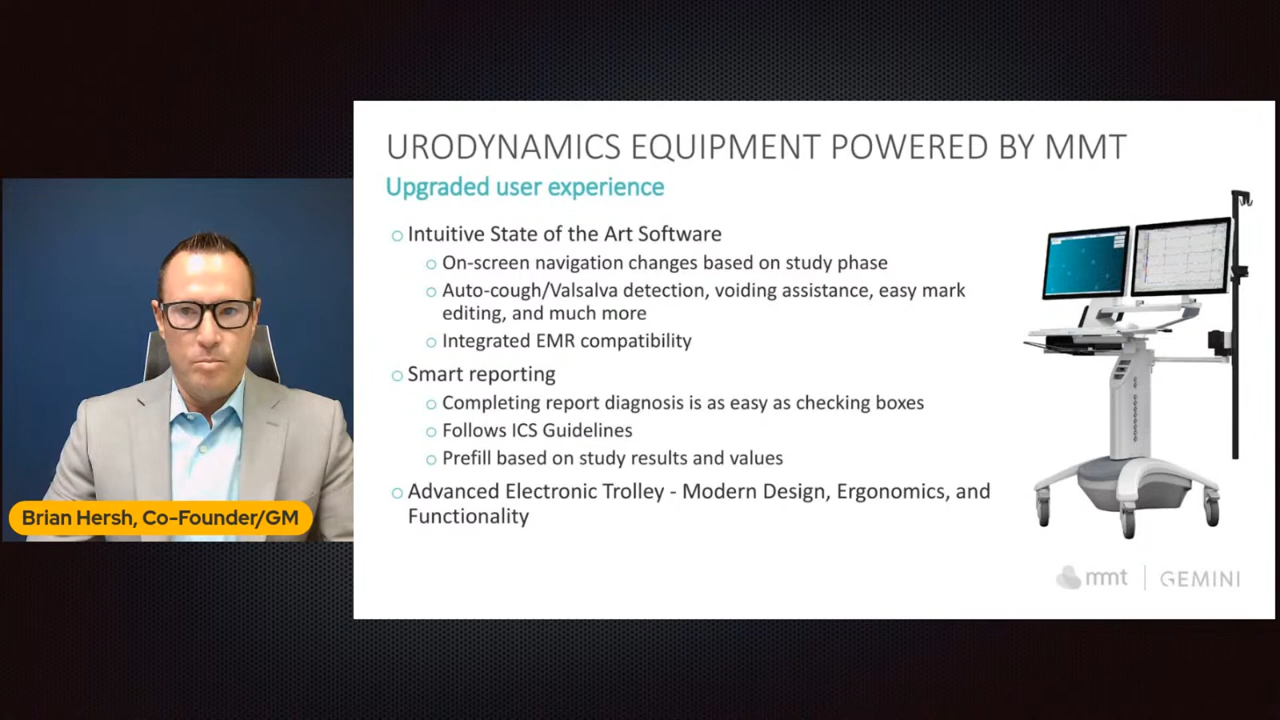 URODYNAMICS EQUIPMENT POWERED BY MMT
Upgraded user experience
Intuitive State of the Art Software
On-screen navigation changes based on study phase
Auto-cough/Valsalva detection, voiding assistance, easy mark
editing, and much more
Integrated EMR compatibility
Smart reporting
Completing report diagnosis is as easy as checking boxes
Follows ICS Guidelines
Prefill based on study results and values
Advanced Electronic Trolley - Modern Design, Ergonomics, and
Functionality
Brian Hersh, Co-Founder/GM
mmt | GEMINI